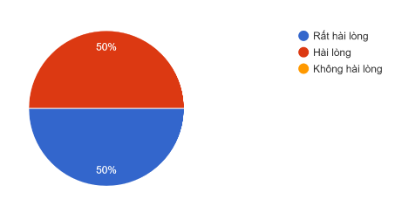 50%
50%
Rất hài lòng
Hài lòng
Không hài lòng